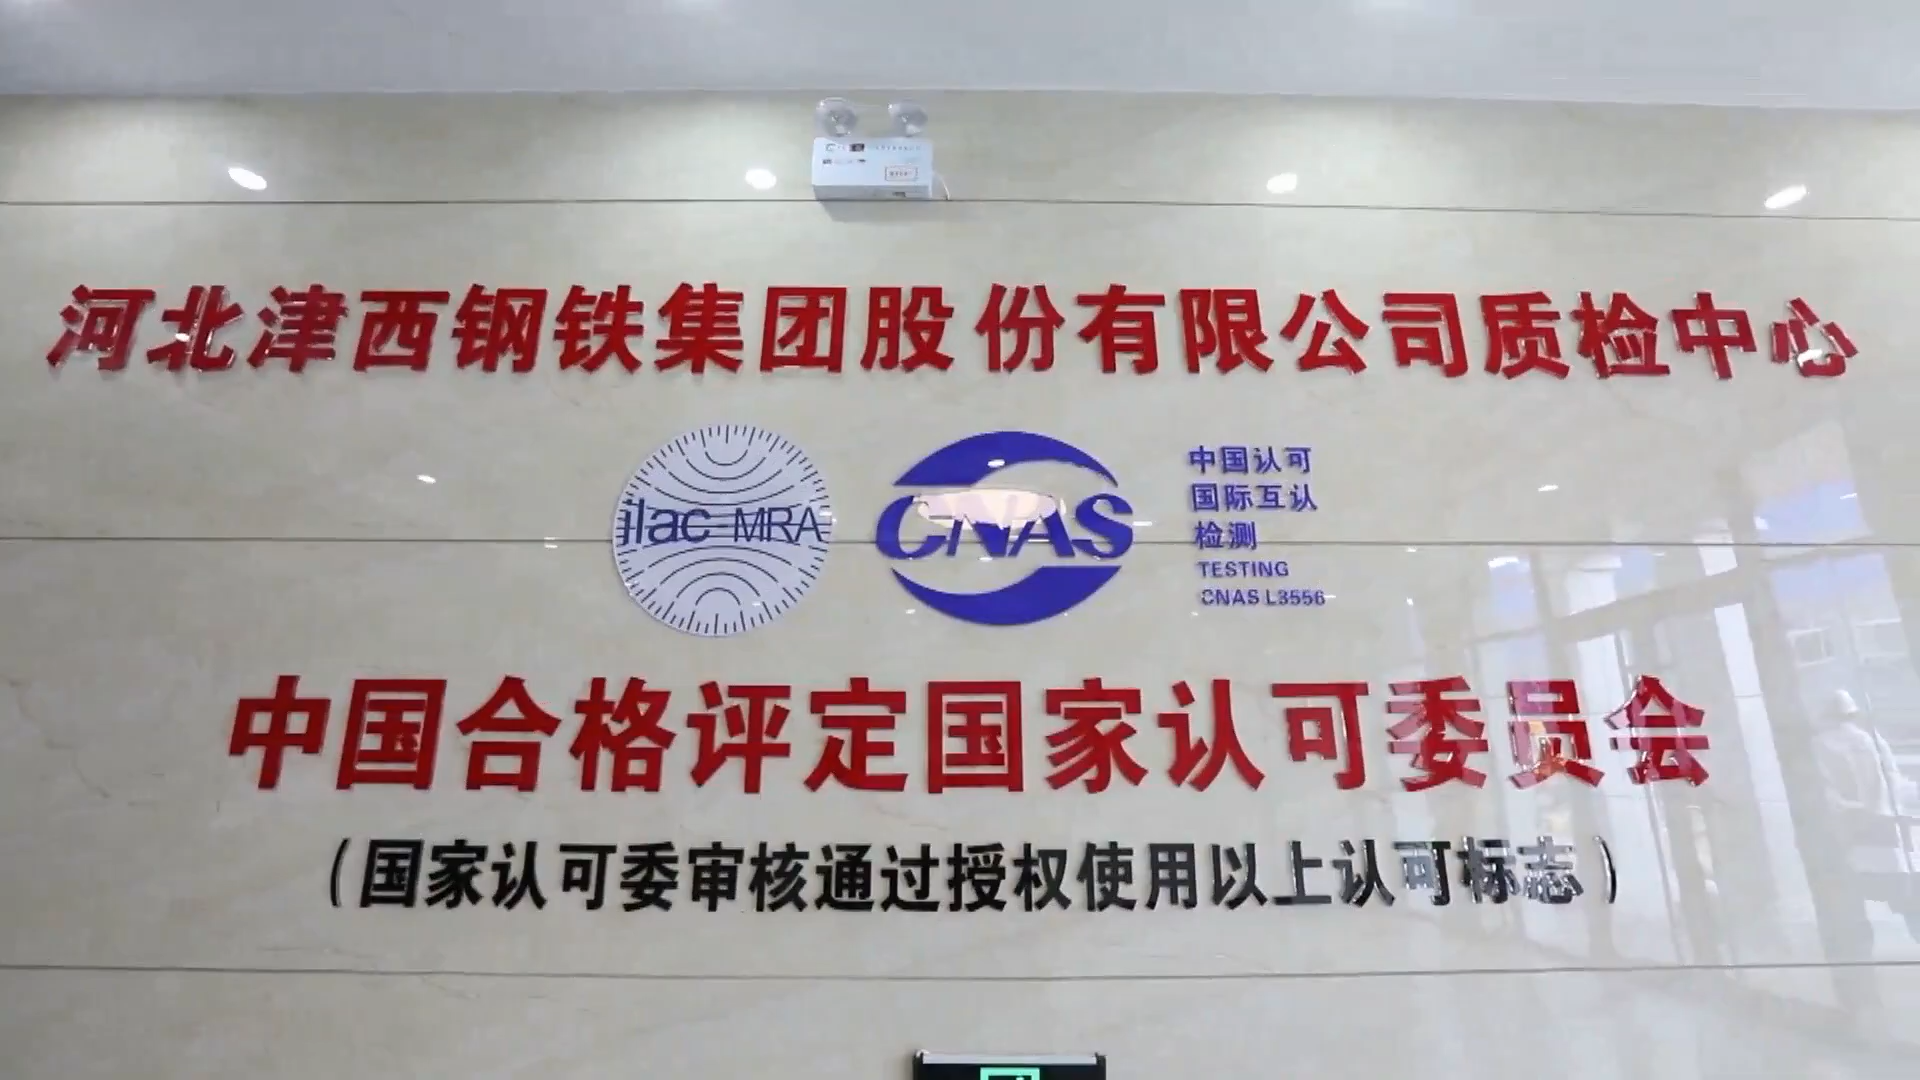 河北津西钢铁集团股份有限公司质检中心
ilac-MRA
CNAS
中国认可
国际互认
检测
TESTING
CNAS L3556
中国合格评定国家认可委员会
（国家认可委审核通过授权使用以上认可标志）